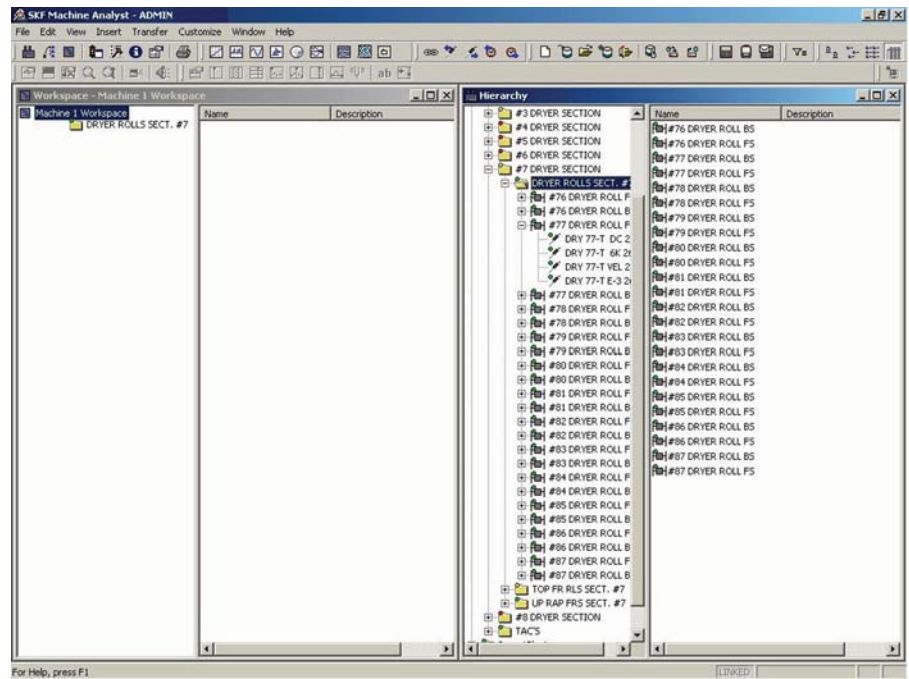 SKF Machine Analyst - ADMIN
File Edit View Insert Transfer Customize Window Help
ab
Workspace - Machine 1 Workspace
Machine 1 Workspace
DRYER ROLLS SECT. #7
Name Description
Hierarchy
#3 DRYER SECTION
#4 DRYER SECTION
#5 DRYER SECTION
#6 DRYER SECTION
#7 DRYER SECTION
DRYER ROLLS SECT. #7
#76 DRYER ROLL F
#76 DRYER ROLL B
#77 DRYER ROLL F
DRY 77-T DC 2
DRY 77-T 6K 2
DRY 77-T VEL 2
DRY 77-T E-3 2
#77 DRYER ROLL B
#78 DRYER ROLL F
#78 DRYER ROLL B
#79 DRYER ROLL F
#79 DRYER ROLL B
#80 DRYER ROLL F
#80 DRYER ROLL B
#81 DRYER ROLL F
#81 DRYER ROLL B
#82 DRYER ROLL F
#82 DRYER ROLL B
#83 DRYER ROLL F
#83 DRYER ROLL B
#84 DRYER ROLL F
#84 DRYER ROLL B
#85 DRYER ROLL F
#85 DRYER ROLL B
#86 DRYER ROLL F
#86 DRYER ROLL B
#87 DRYER ROLL F
#87 DRYER ROLL B
TOP FR RLS SECT. #7
UP RAP FRS SECT. #7
#8 DRYER SECTION
TAC'S
Name Description
#76 DRYER ROLL BS
#76 DRYER ROLL FS
#77 DRYER ROLL BS
#77 DRYER ROLL FS
#78 DRYER ROLL BS
#78 DRYER ROLL FS
#79 DRYER ROLL BS
#79 DRYER ROLL FS
#80 DRYER ROLL BS
#80 DRYER ROLL FS
#81 DRYER ROLL BS
#81 DRYER ROLL FS
#82 DRYER ROLL BS
#82 DRYER ROLL FS
#83 DRYER ROLL BS
#83 DRYER ROLL FS
#84 DRYER ROLL BS
#84 DRYER ROLL FS
#85 DRYER ROLL BS
#85 DRYER ROLL FS
#86 DRYER ROLL BS
#86 DRYER ROLL FS
#87 DRYER ROLL BS
#87 DRYER ROLL FS
For Help, press F1
LINKED